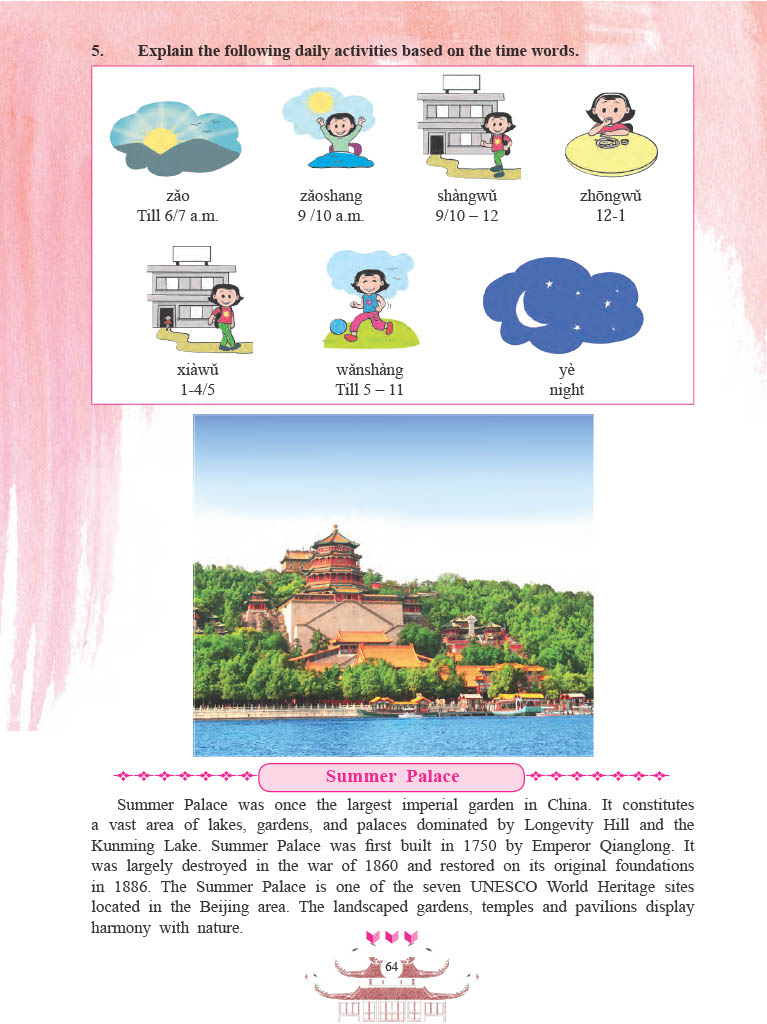 5. Explain the following daily activities based on the time words.
zǎo
Till 6/7 a.m.
zǎoshang
9 /10 a.m.
shàngwǔ
9/10 – 12
zhōngwǔ
12-1
xiàwǔ
1-4/5
wǎnshàng
Till 5 – 11
yè
night
Summer Palace
Summer Palace was once the largest imperial garden in China. It constitutes
a vast area of lakes, gardens, and palaces dominated by Longevity Hill and the
Kunming Lake. Summer Palace was first built in 1750 by Emperor Qianglong. It
was largely destroyed in the war of 1860 and restored on its original foundations
in 1886. The Summer Palace is one of the seven UNESCO World Heritage sites
located in the Beijing area. The landscaped gardens, temples and pavilions display
harmony with nature.
64